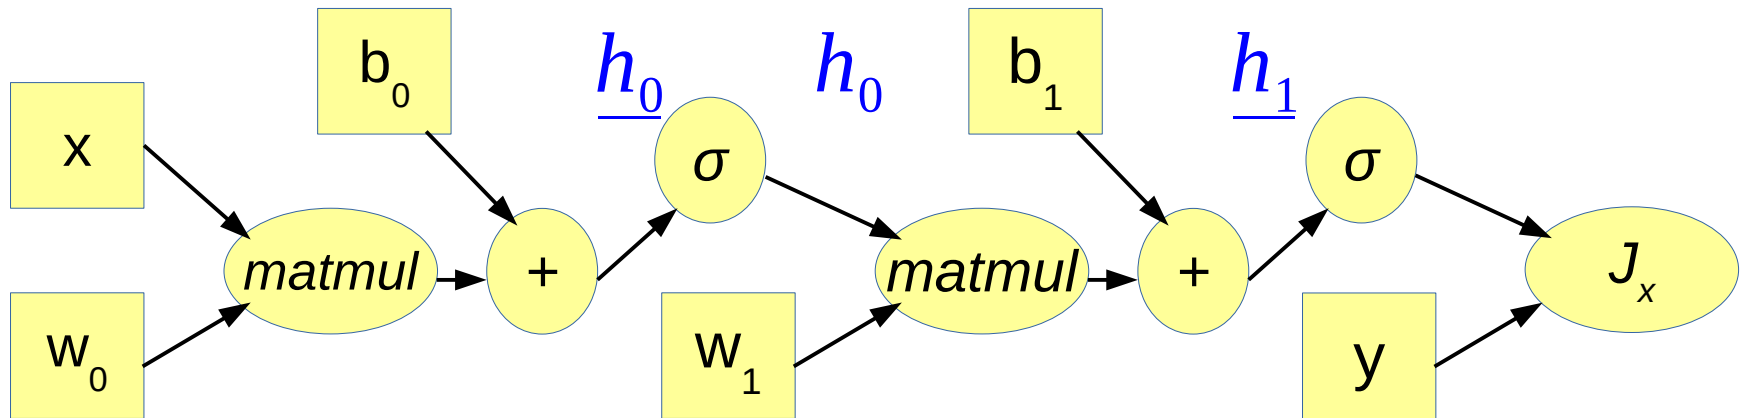 x
w₀
matmul
b₀
+
h₀
σ
h₀
w₁
matmul
b₁
+
h₁
σ
y
Jₓ